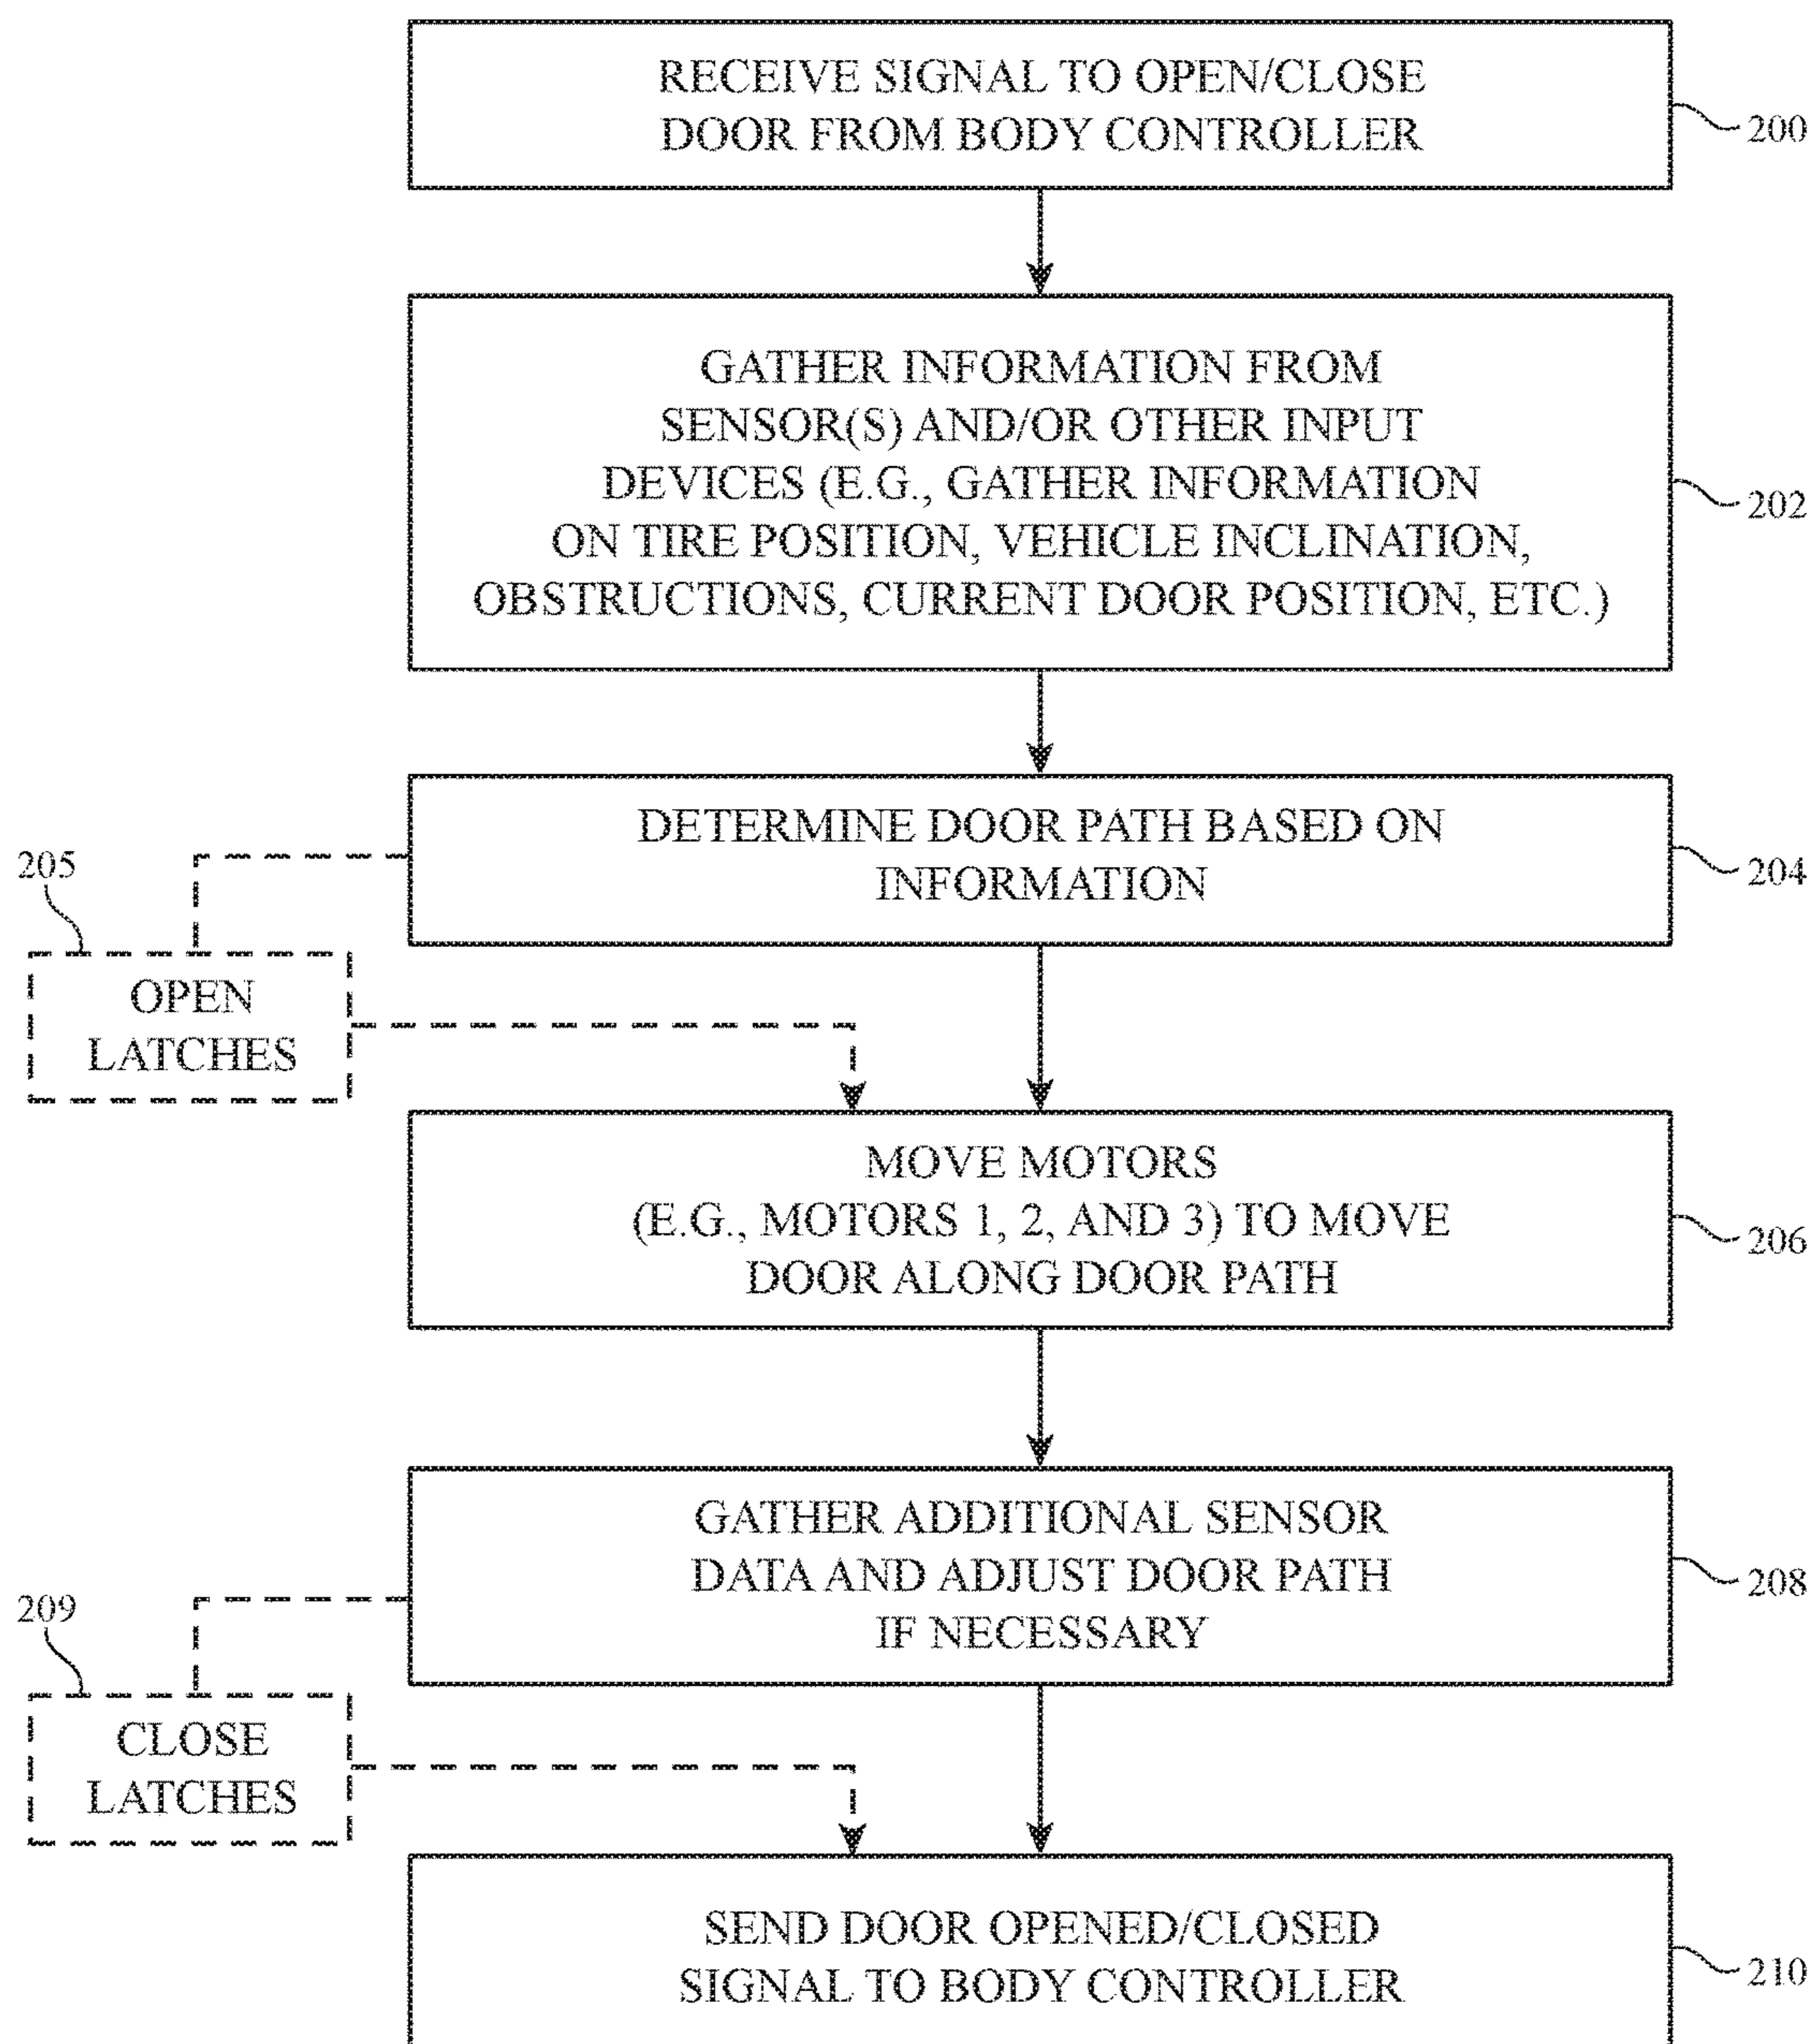 RECEIVE SIGNAL TO OPEN/CLOSE
DOOR FROM BODY CONTROLLER
200
GATHER INFORMATION FROM
SENSOR(S) AND/OR OTHER INPUT
DEVICES (E.G., GATHER INFORMATION
ON TIRE POSITION, VEHICLE INCLINATION,
OBSTRUCTIONS, CURRENT DOOR POSITION, ETC.)
202
DETERMINE DOOR PATH BASED ON
INFORMATION
204
205
OPEN
LATCHES
MOVE MOTORS
(E.G., MOTORS 1, 2, AND 3) TO MOVE
DOOR ALONG DOOR PATH
206
GATHER ADDITIONAL SENSOR
DATA AND ADJUST DOOR PATH
IF NECESSARY
208
209
CLOSE
LATCHES
SEND DOOR OPENED/CLOSED
SIGNAL TO BODY CONTROLLER
210